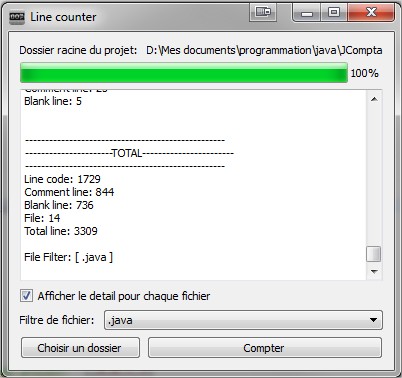 Line counter
Dossier racine du projet: D:\Mes documents\programmation\java\JCompta
100%
Comment line: 25
Blank line: 5
--------------------------------------------------
----------------------TOTAL-----------------------
--------------------------------------------------
Line code: 1729
Comment line: 844
Blank line: 736
File: 14
Total line: 3309
File Filter: [ .java ]
Afficher le detail pour chaque fichier
Filtre de fichier: .java
Choisir un dossier Compter